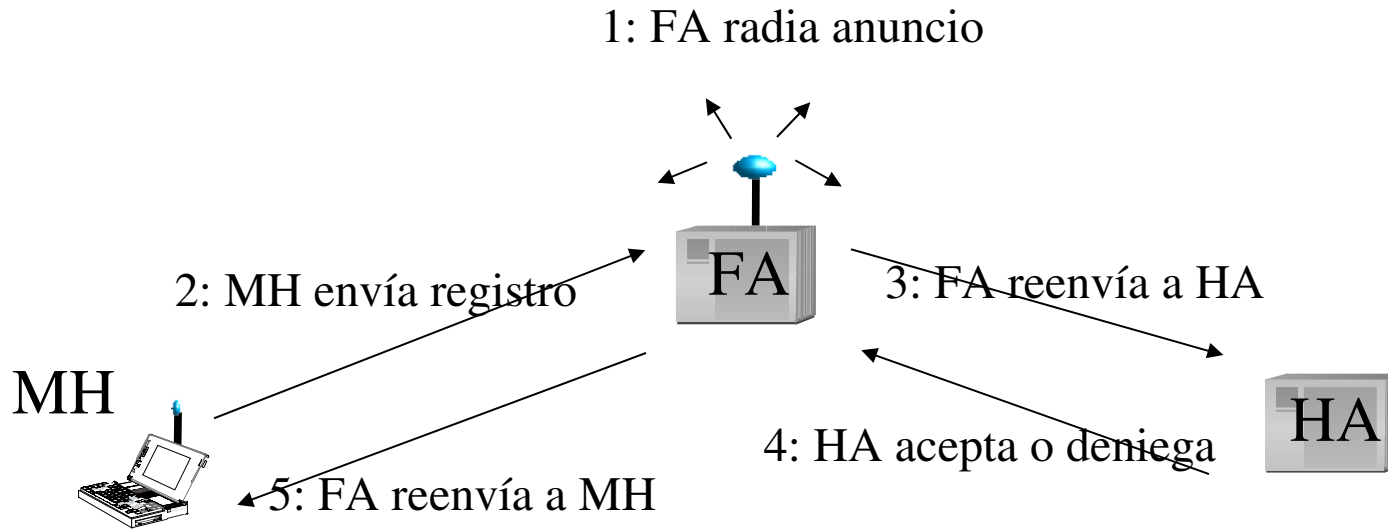 1: FA radia anuncio
FA
2: MH envía registro
3: FA reenvía a HA
MH
HA
4: HA acepta o deniega
5: FA reenvía a MH